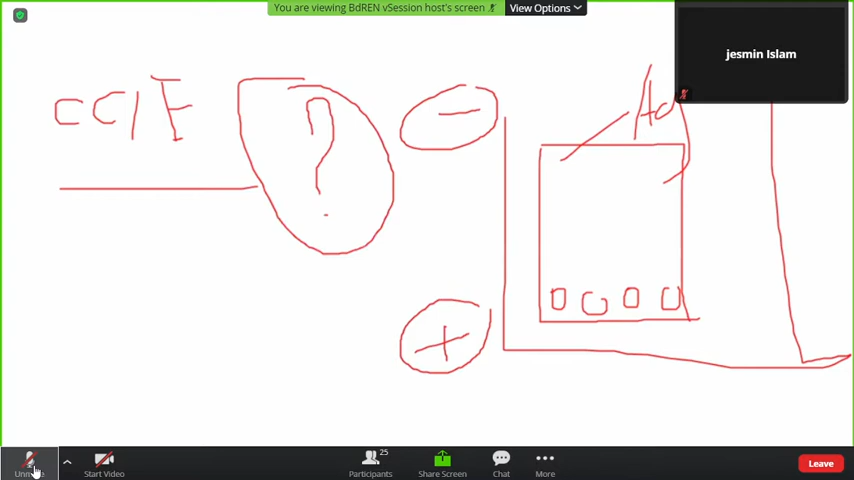 You are viewing BdREN vSession host's screen View Options
jesmin Islam
CCIF ? -
+
25
Unmute Start Video Participants Share Screen Chat More Leave